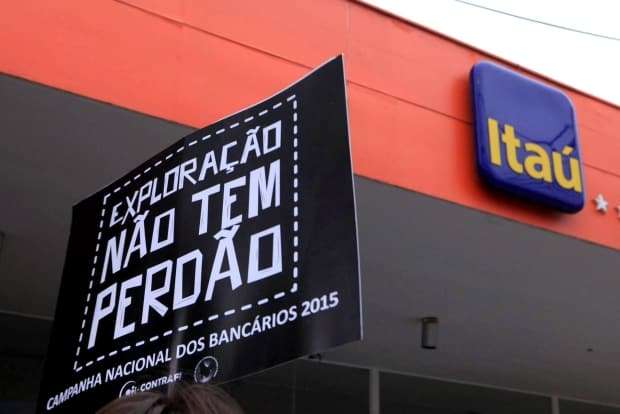 Itaú
EXPLORAÇÃO
NÃO TEM
PERDÃO
CAMPANHA NACIONAL DOS BANCÁRIOS 2015